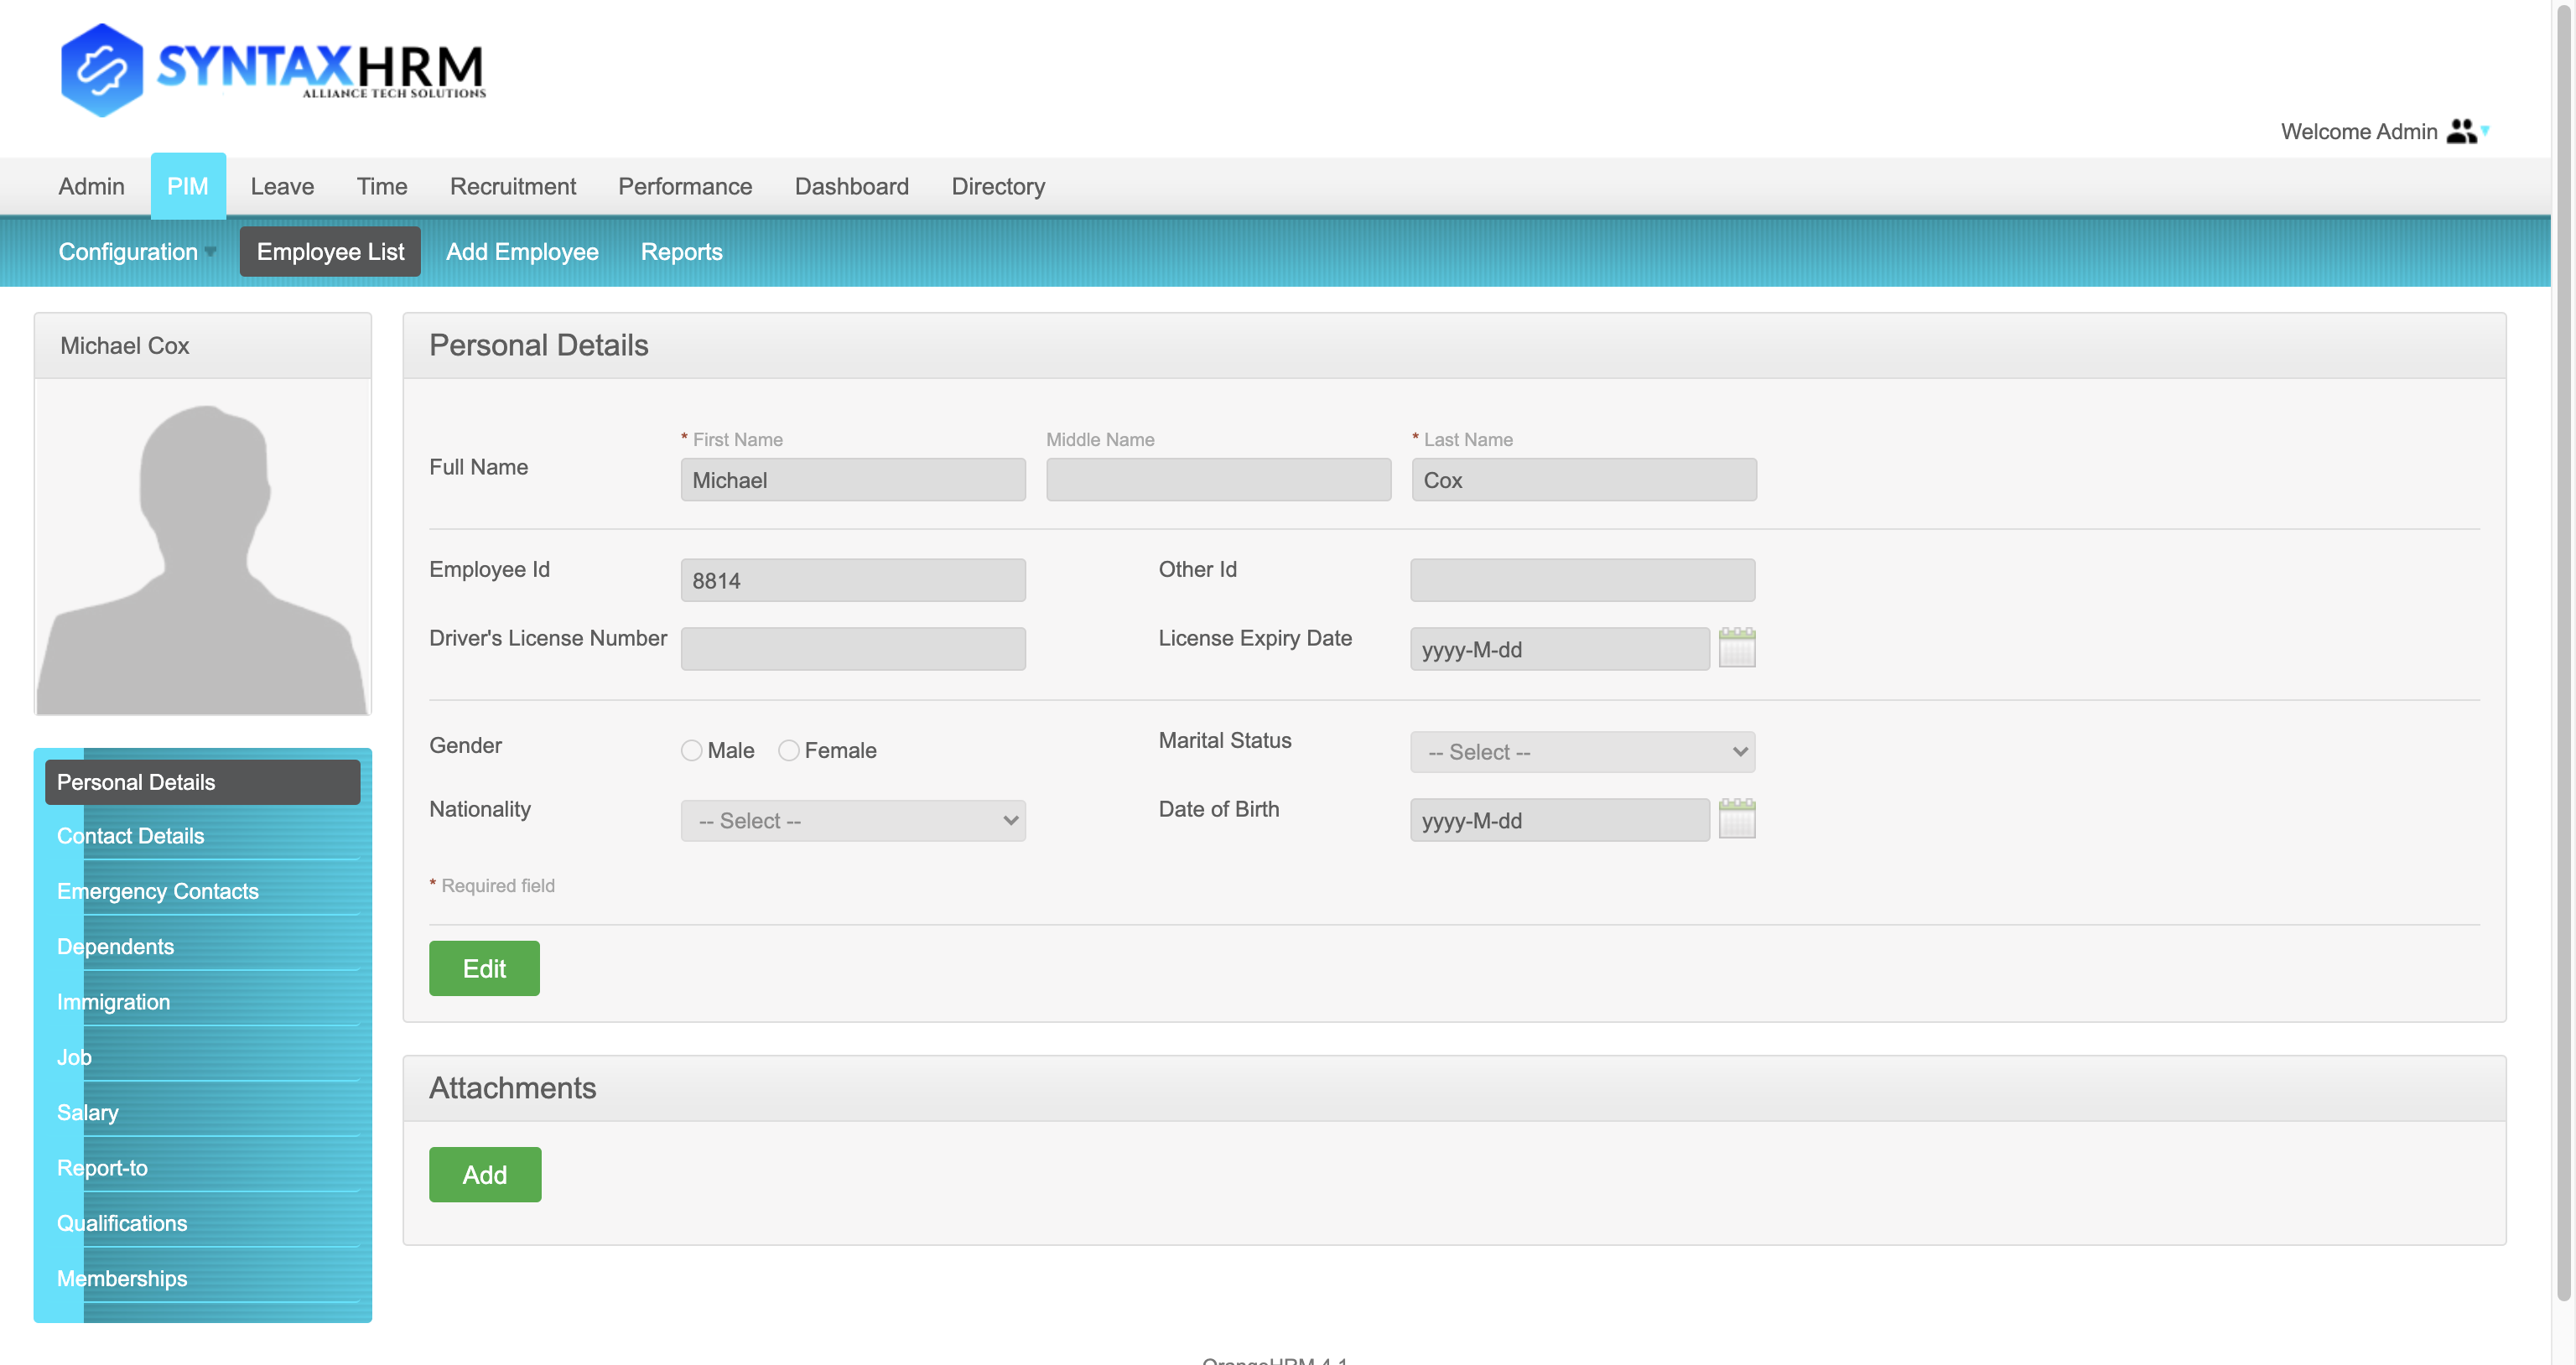 SYNTAXHRM
ALLIANCE TECH SOLUTIONS
Welcome Admin
Admin PIM Leave Time Recruitment Performance Dashboard Directory
Configuration Employee List Add Employee Reports
Michael Cox
Personal Details
Contact Details
Emergency Contacts
Dependents
Immigration
Job
Salary
Report-to
Qualifications
Memberships
Personal Details
* First Name Middle Name * Last Name
Full Name Michael Cox
Employee Id 8814 Other Id
Driver's License Number License Expiry Date yyyy-M-dd
Gender Male Female Marital Status -- Select --
Nationality -- Select -- Date of Birth yyyy-M-dd
* Required field
Edit
Attachments
Add
OrangeHRM 4.1